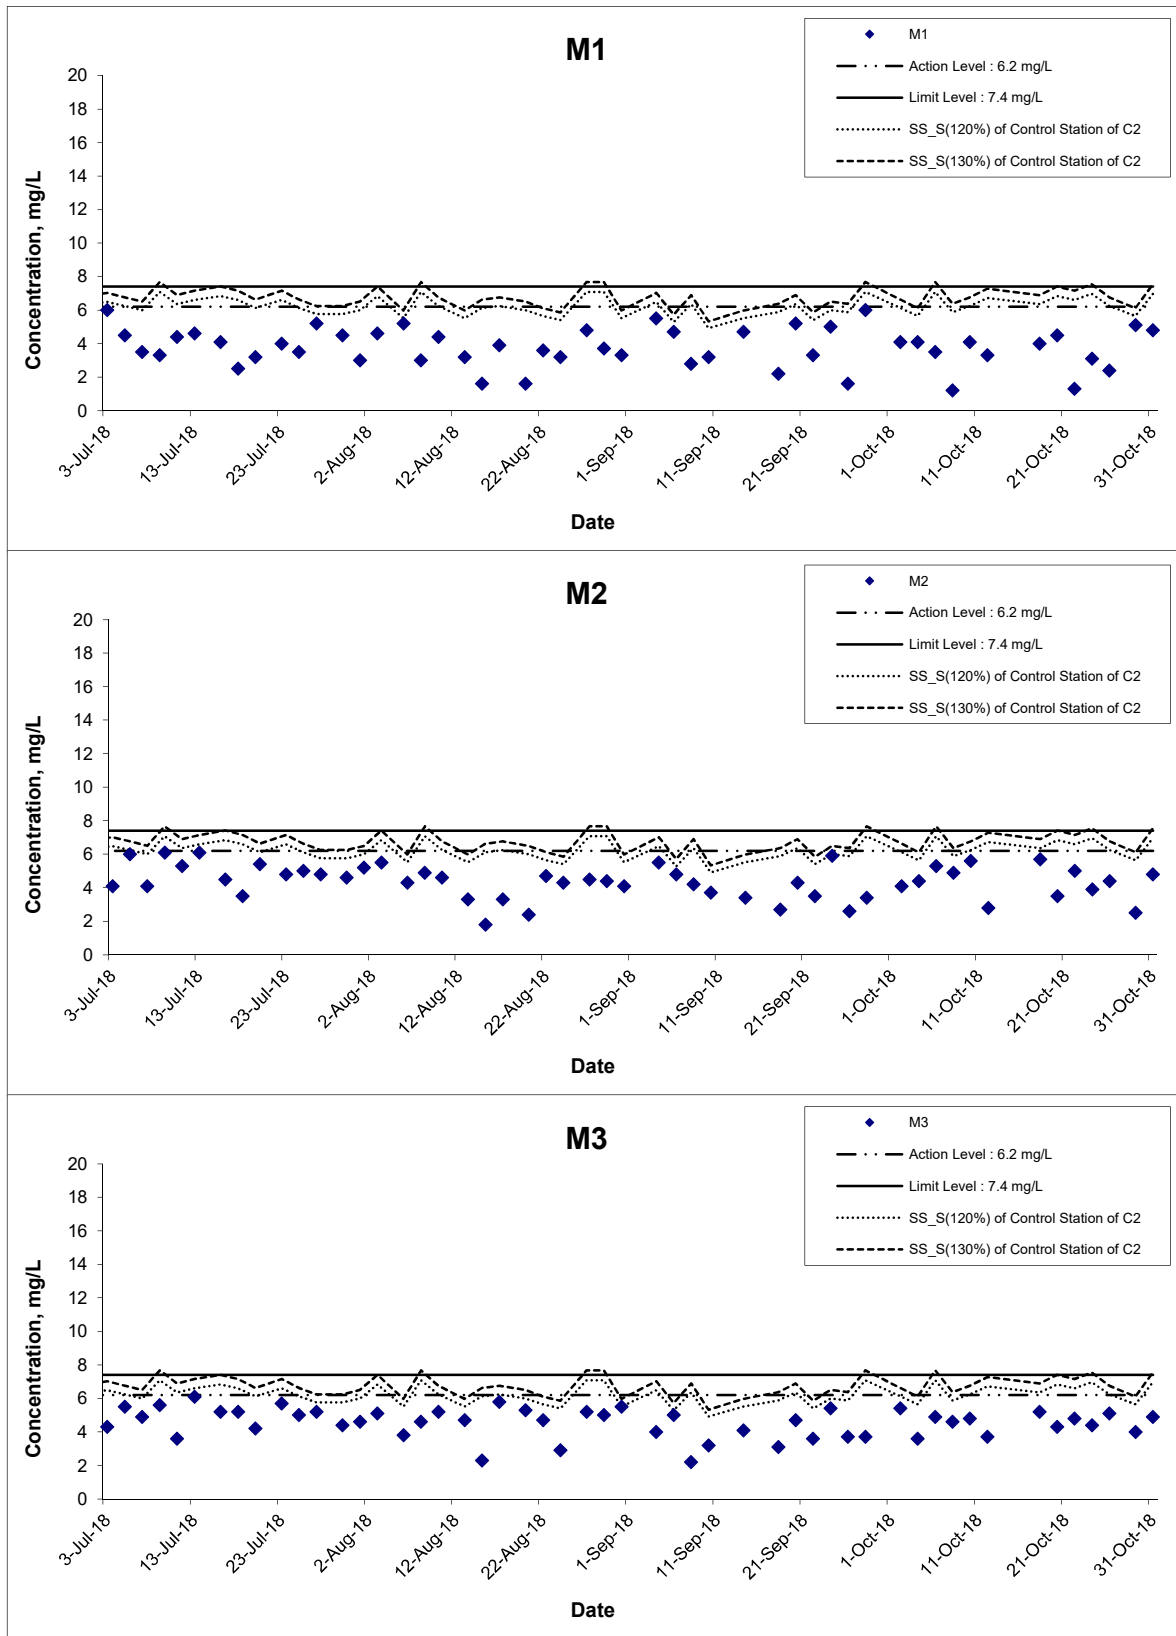 M1
M1
Action Level : 6.2 mg/L
Limit Level : 7.4 mg/L
SS_S(120%) of Control Station of C2
SS_S(130%) of Control Station of C2
Concentration, mg/L
20
18
16
14
12
10
8
6
4
2
0
3-Jul-18
13-Jul-18
23-Jul-18
2-Aug-18
12-Aug-18
22-Aug-18
1-Sep-18
11-Sep-18
21-Sep-18
1-Oct-18
11-Oct-18
21-Oct-18
31-Oct-18
Date
M2
M2
Action Level : 6.2 mg/L
Limit Level : 7.4 mg/L
SS_S(120%) of Control Station of C2
SS_S(130%) of Control Station of C2
Concentration, mg/L
20
18
16
14
12
10
8
6
4
2
0
3-Jul-18
13-Jul-18
23-Jul-18
2-Aug-18
12-Aug-18
22-Aug-18
1-Sep-18
11-Sep-18
21-Sep-18
1-Oct-18
11-Oct-18
21-Oct-18
31-Oct-18
Date
M3
M3
Action Level : 6.2 mg/L
Limit Level : 7.4 mg/L
SS_S(120%) of Control Station of C2
SS_S(130%) of Control Station of C2
Concentration, mg/L
20
18
16
14
12
10
8
6
4
2
0
3-Jul-18
13-Jul-18
23-Jul-18
2-Aug-18
12-Aug-18
22-Aug-18
1-Sep-18
11-Sep-18
21-Sep-18
1-Oct-18
11-Oct-18
21-Oct-18
31-Oct-18
Date